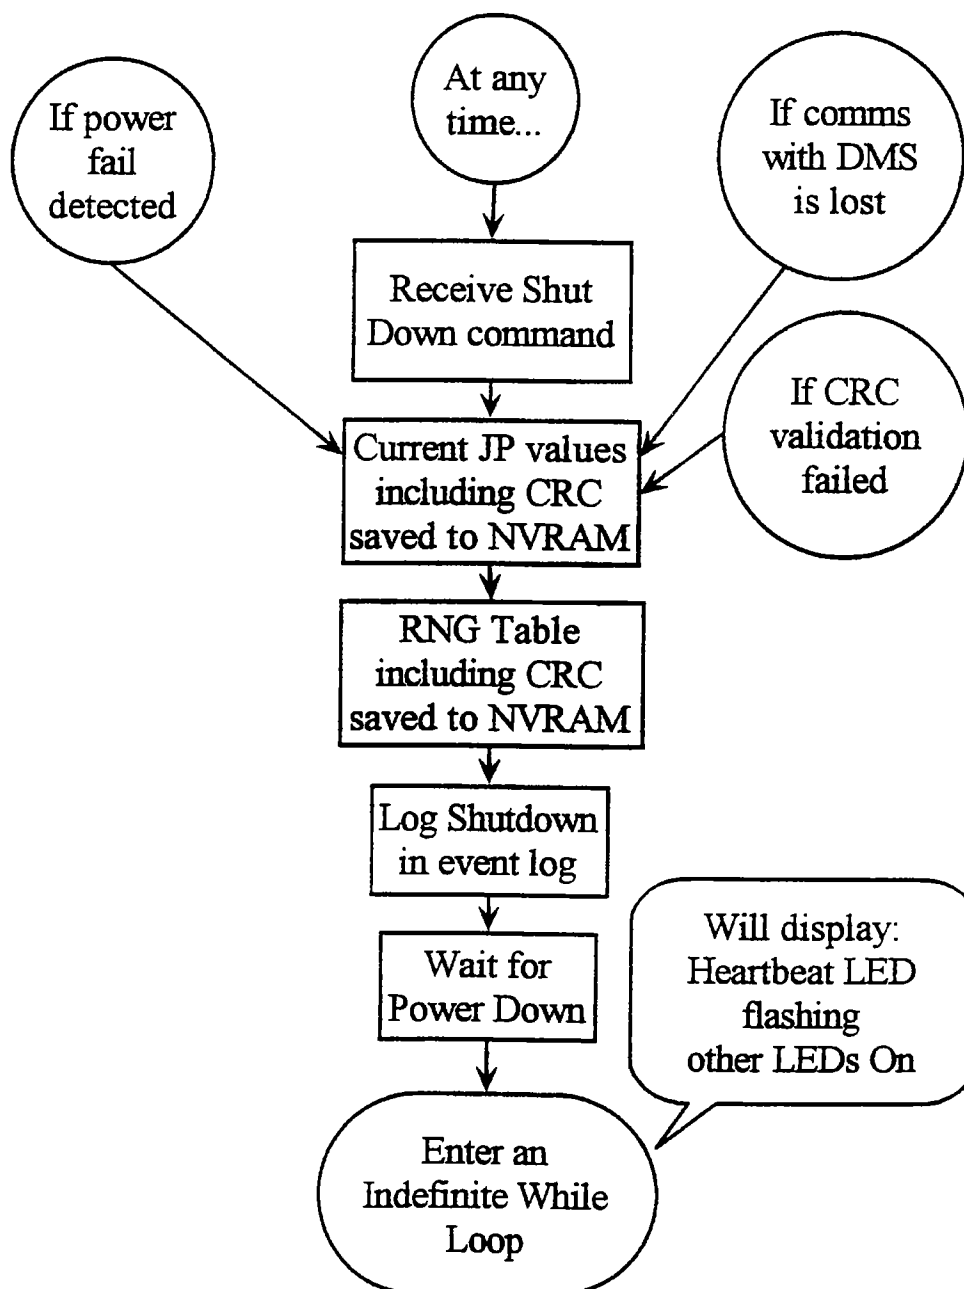 If power
fail
detected
At any
time...
If comms
with DMS
is lost
Receive Shut
Down command
If CRC
validation
failed
Current JP values
including CRC
saved to NVRAM
RNG Table
including CRC
saved to NVRAM
Log Shutdown
in event log
Wait for
Power Down
Will display:
Heartbeat LED
flashing
other LEDs On
Enter an
Indefinite While
Loop